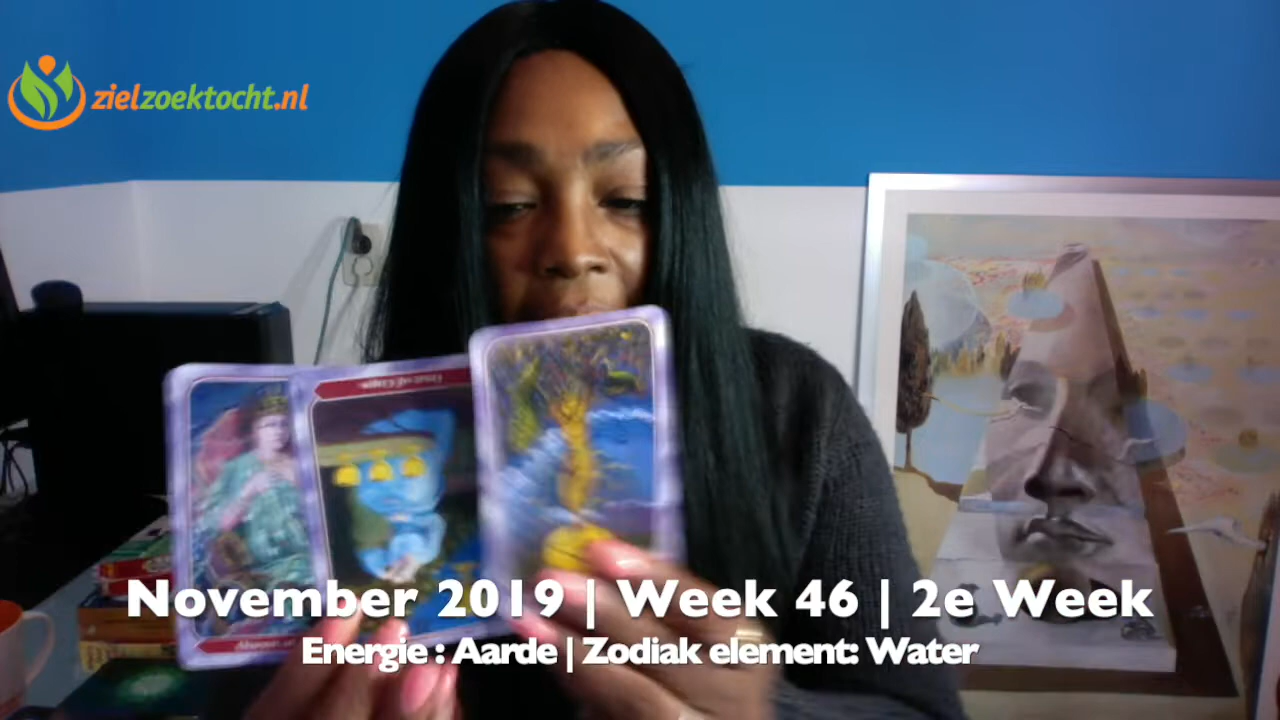 zielzoektocht.nl
November 2019 | Week 46 | 2e Week
Energie : Aarde | Zodiak element: Water